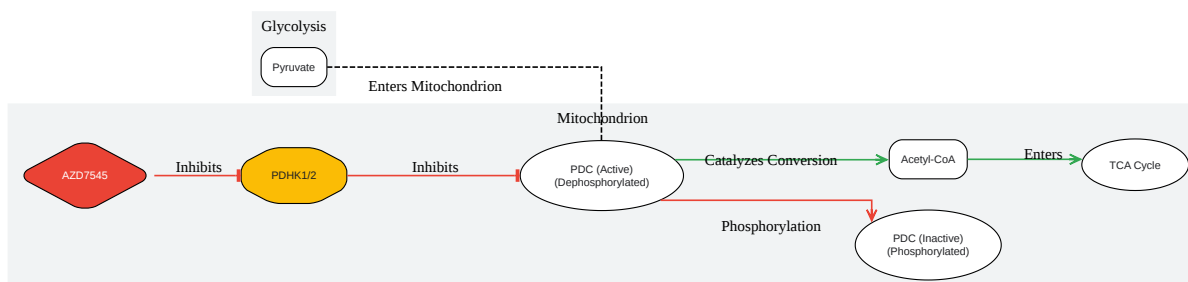 Glycolysis
Pyruvate
Enters Mitochondrion
Mitochondrion
AZD7545
Inhibits
PDHK1/2
Inhibits
PDC (Active)
(Dephosphorylated)
Catalyzes Conversion
Acetyl-CoA
Enters
TCA Cycle
Phosphorylation
PDC (Inactive)
(Phosphorylated)